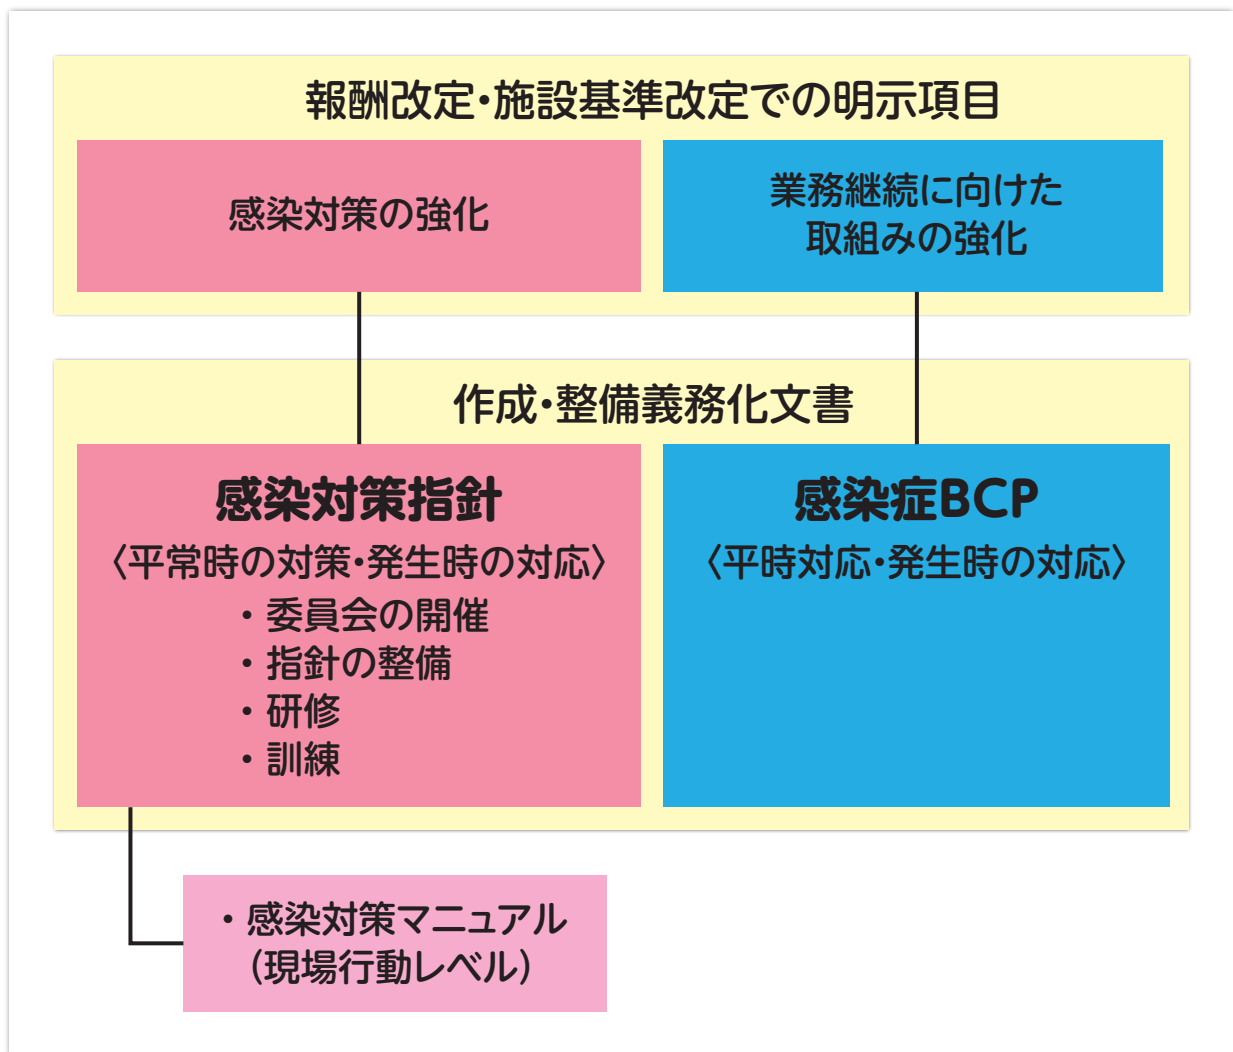 報酬改定・施設基準改定での明示項目
感染対策の強化
業務継続に向けた
取組みの強化
作成・整備義務化文書
感染対策指針
〈平常時の対策・発生時の対応〉
・委員会の開催
・指針の整備
・研修
・訓練
感染症BCP
〈平時対応・発生時の対応〉
・感染対策マニュアル
(現場行動レベル)